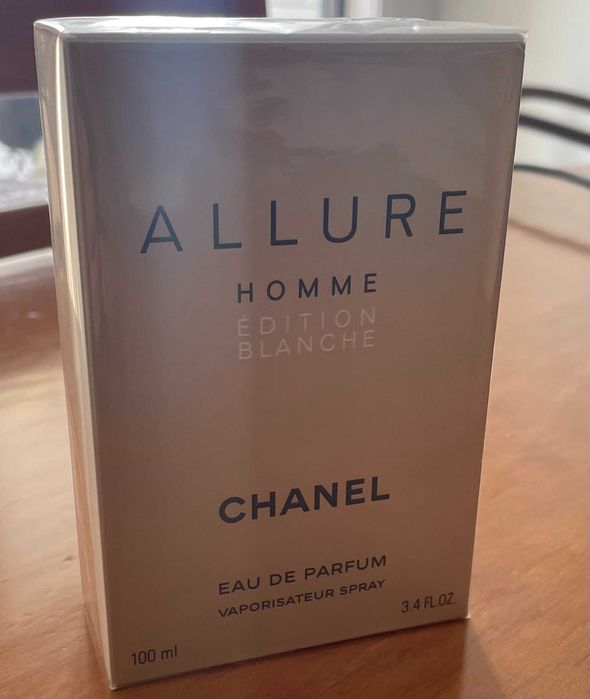 ALLURE
HOMME
ÉDITION
BLANCHE
CHANEL
EAU DE PARFUM
VAPORISATEUR SPRAY
100 ml
3.4 FL.OZ.